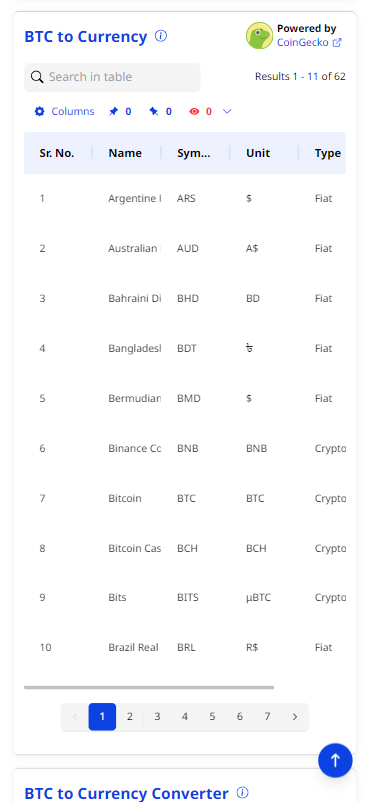 BTC to Currency
Powered by
CoinGecko
Search in table
Results 1 - 11 of 62
Columns 0 0 0
Sr. No. Name Sym... Unit Type
1 Argentine ARS $ Fiat
2 Australian AUD A$ Fiat
3 Bahraini Di BHD BD Fiat
4 Banglades BDT ৳ Fiat
5 Bermudian BMD $ Fiat
6 Binance Co BNB BNB Crypto
7 Bitcoin BTC BTC Crypto
8 Bitcoin Cas BCH BCH Crypto
9 Bits BITS μBTC Crypto
10 Brazil Real BRL R$ Fiat
1 2 3 4 5 6 7
BTC to Currency Converter